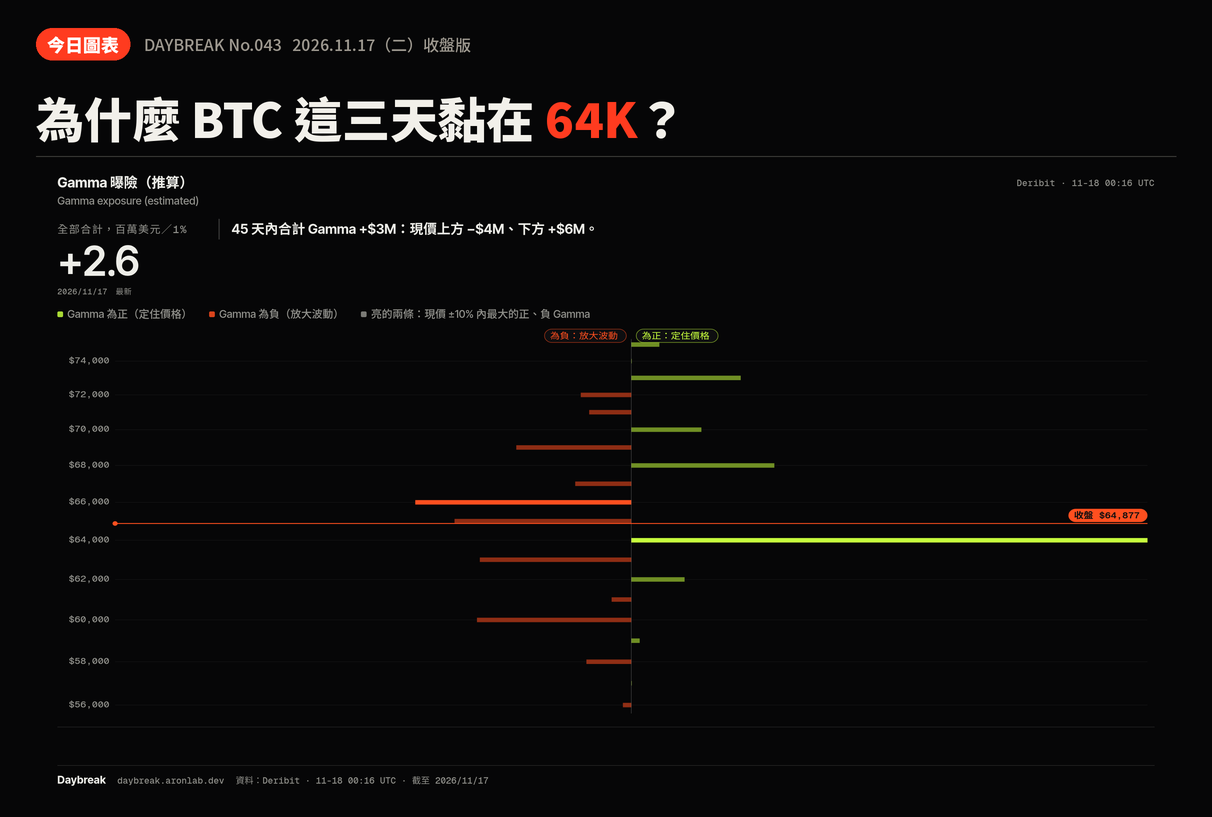 今日圖表 DAYBREAK No.043 2026.11.17（二）收盤版
為什麼 BTC 這三天黏在 64K？
Gamma 曝險（推算）
Deribit · 11-18 00:16 UTC
Gamma exposure (estimated)
全部合計，百萬美元／1%
+2.6
2026/11/17 最新
45 天內合計 Gamma +$3M：現價上方 −$4M、下方 +$6M。
Gamma 為正（定住價格） Gamma 為負（放大波動） 亮的兩條：現價 ±10% 內最大的正、負 Gamma
為負：放大波動 為正：定住價格
$74,000
$72,000
$70,000
$68,000
$66,000
收盤 $64,877
$64,000
$62,000
$60,000
$58,000
$56,000
Daybreak daybreak.aronlab.dev 資料：Deribit · 11-18 00:16 UTC · 截至 2026/11/17